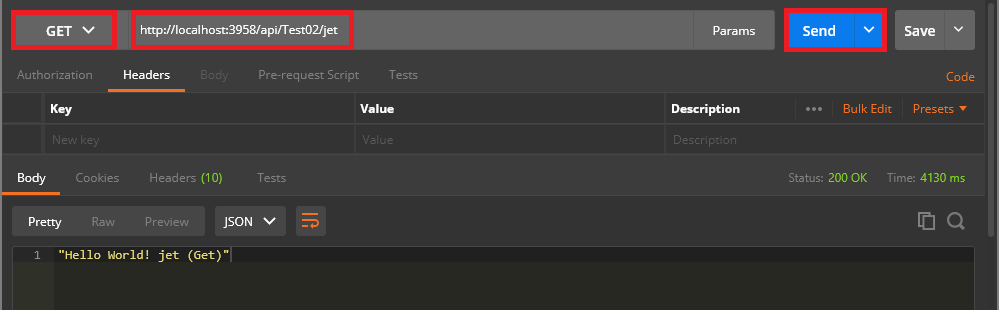 GET http://localhost:3958/api/Test02/jet Params Send Save
Authorization Headers Body Pre-request Script Tests Code
Key Value Description ••• Bulk Edit Presets
New key Value Description
Body Cookies Headers (10) Tests Status: 200 OK Time: 4130 ms
Pretty Raw Preview JSON
1 "Hello World! jet (Get)"